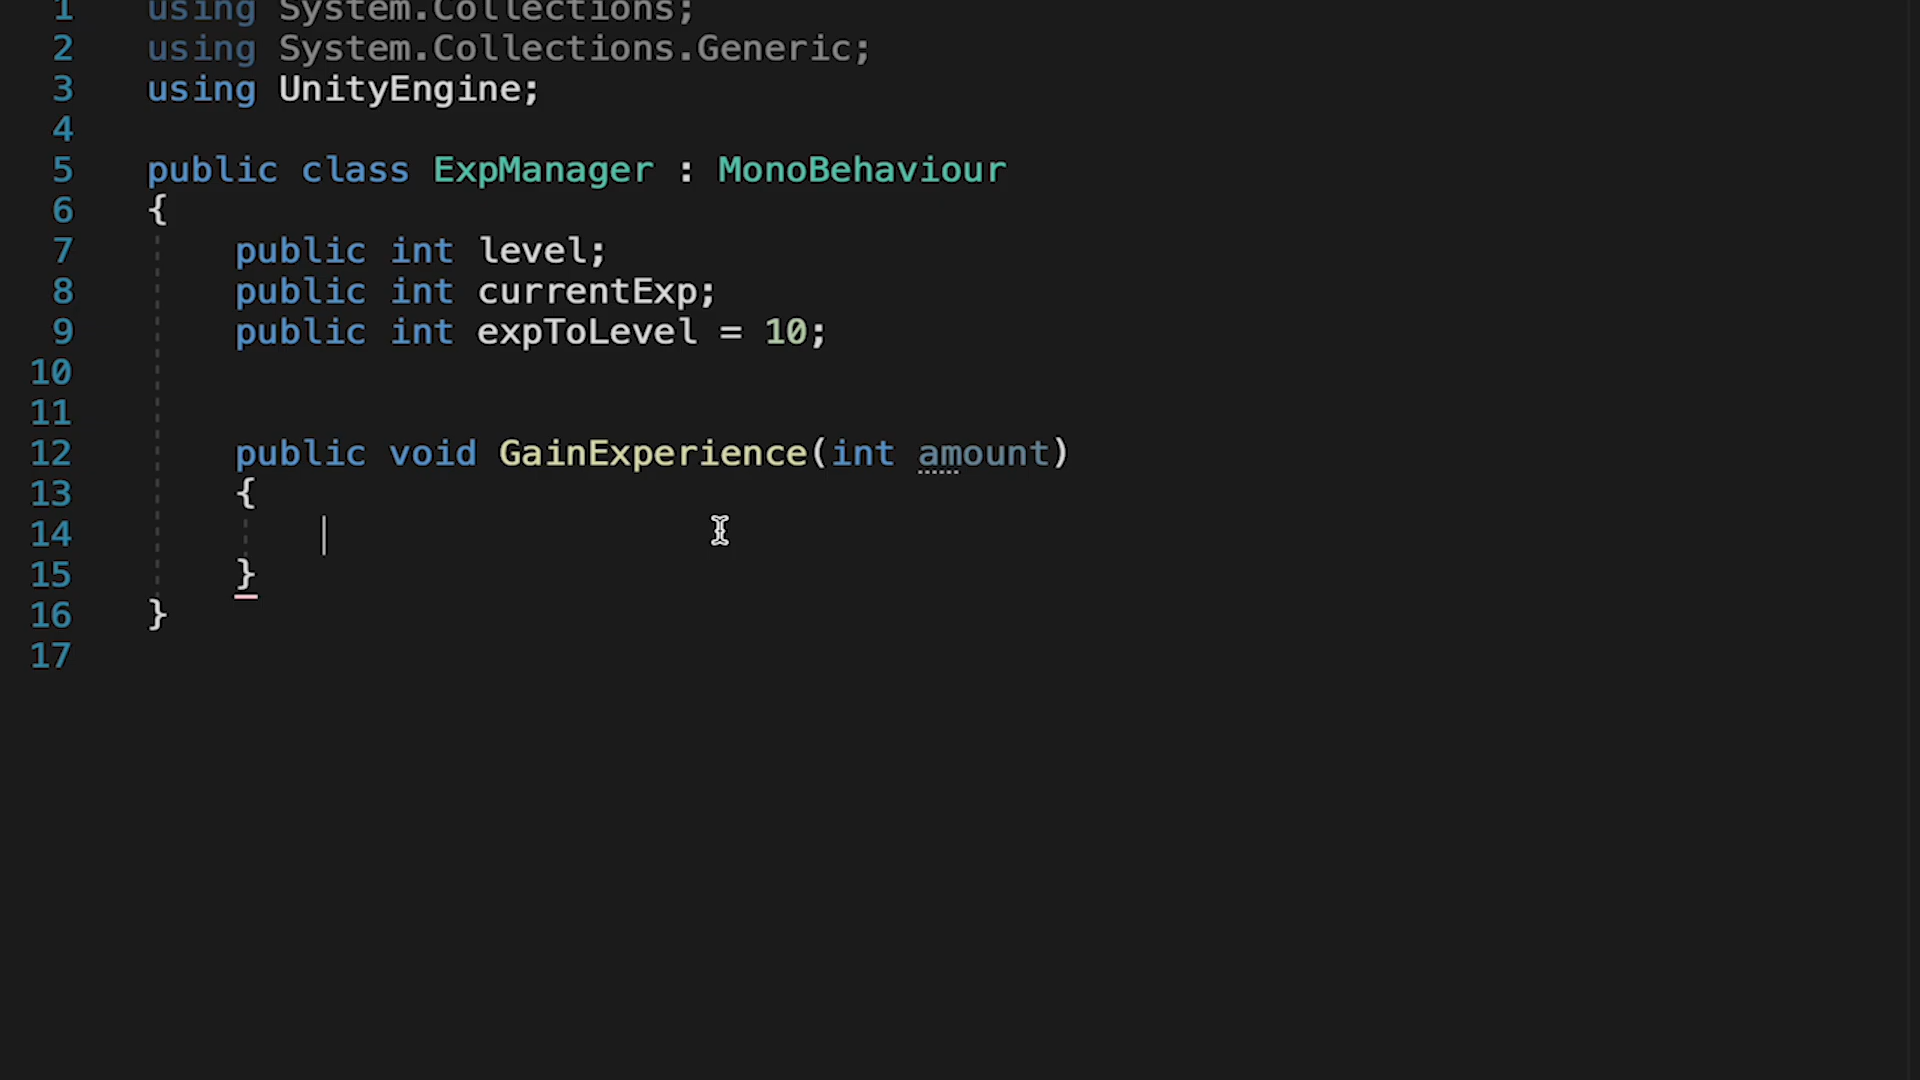 1 using System.Collections;
2 using System.Collections.Generic;
3 using UnityEngine;
4
5 public class ExpManager : MonoBehaviour
6 {
7 public int level;
8 public int currentExp;
9 public int expToLevel = 10;
10
11
12 public void GainExperience(int amount)
13 {
14
15 }
16 }
17